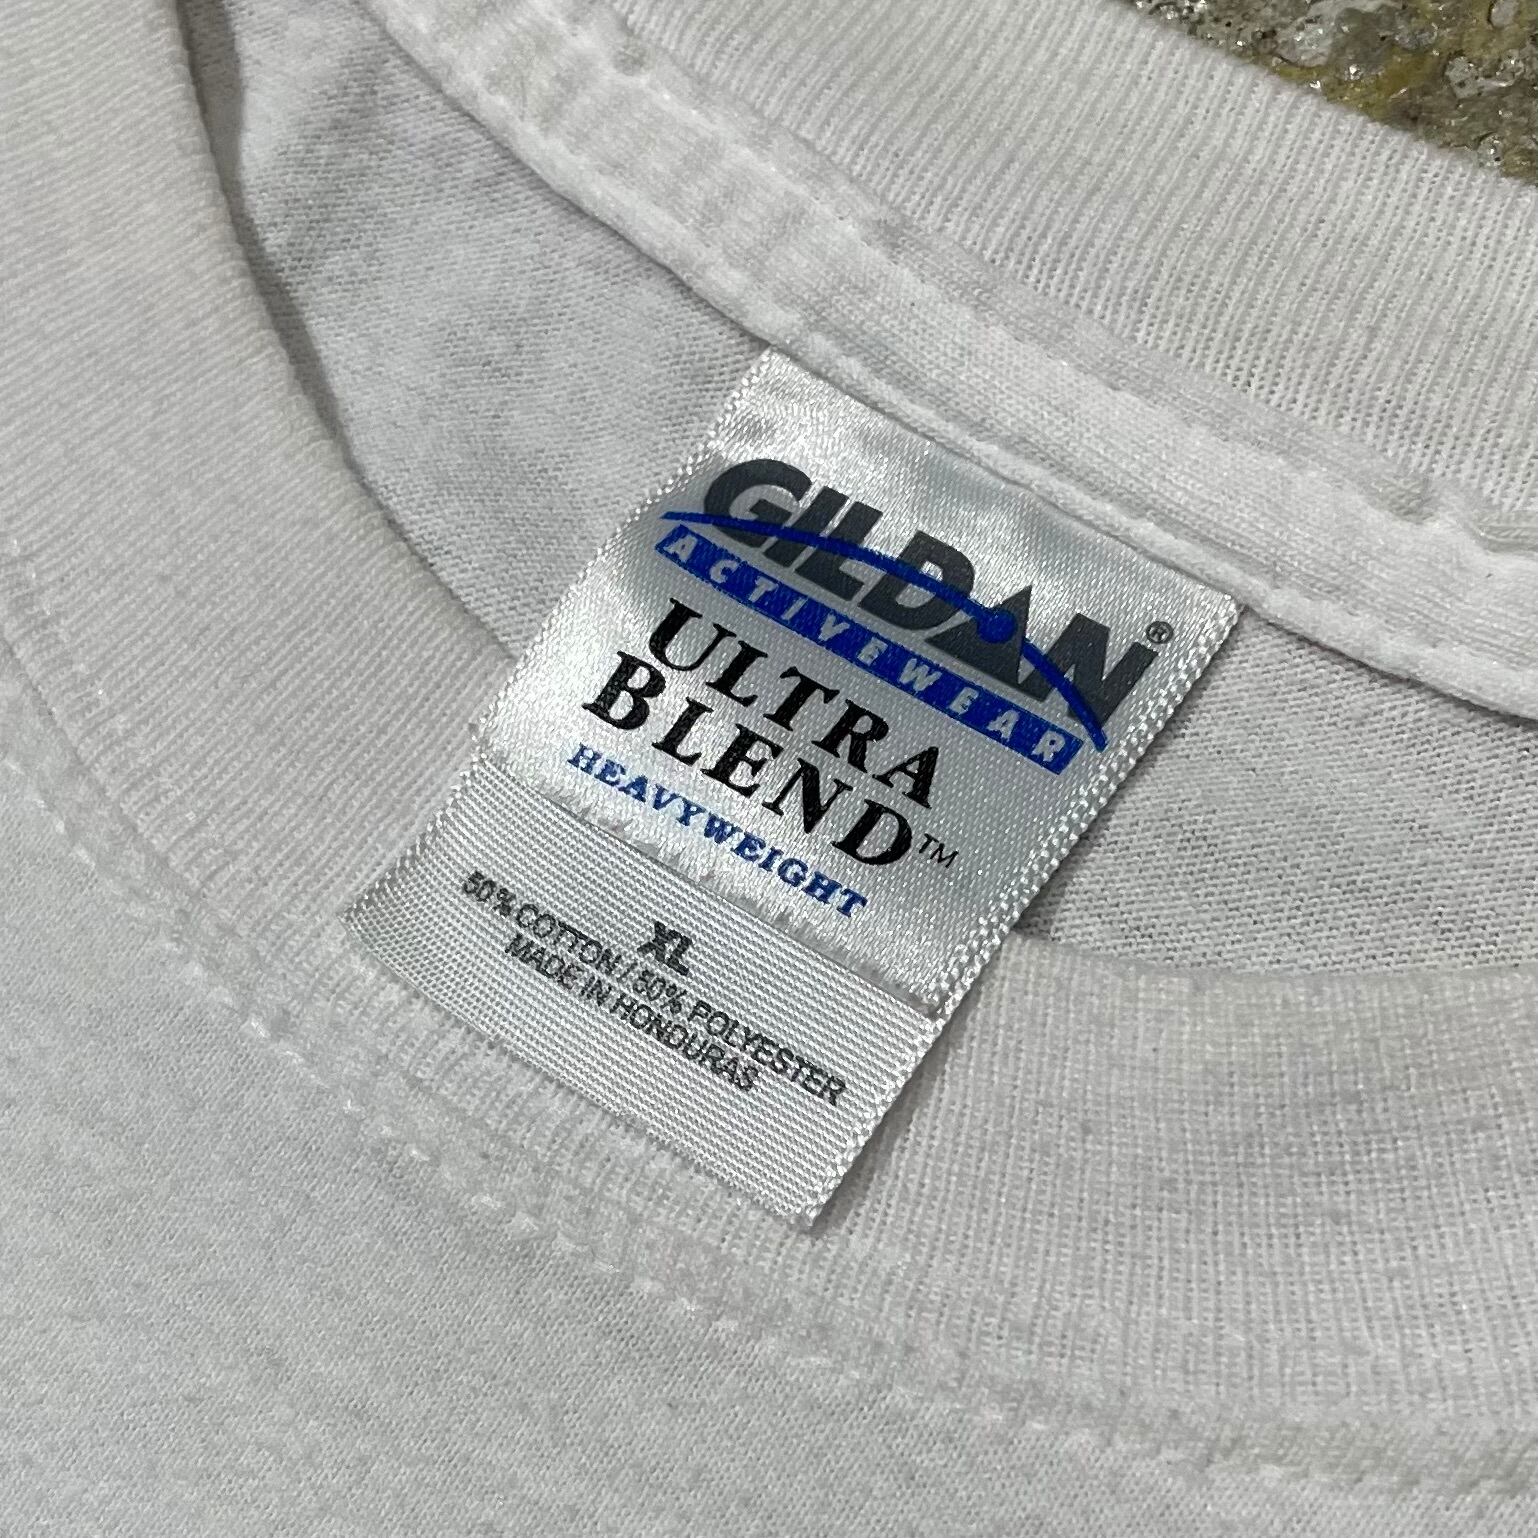 GILDAN®
ACTIVEWEAR
ULTRA
BLEND™
HEAVYWEIGHT
XL
50% COTTON / 50% POLYESTER
MADE IN HONDURAS